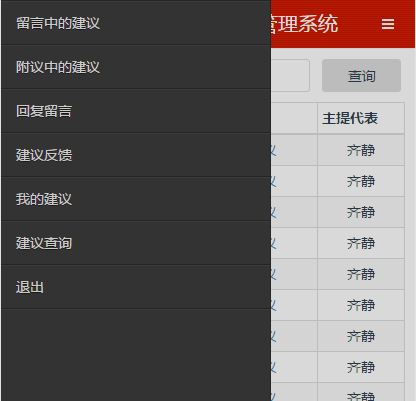 留言中的建议
附议中的建议
回复留言
建议反馈
我的建议
建议查询
退出
管理系统
查询
主提代表
议 齐静
议 齐静
议 齐静
议 齐静
议 齐静
议 齐静
议 齐静
议 齐静
议 齐静